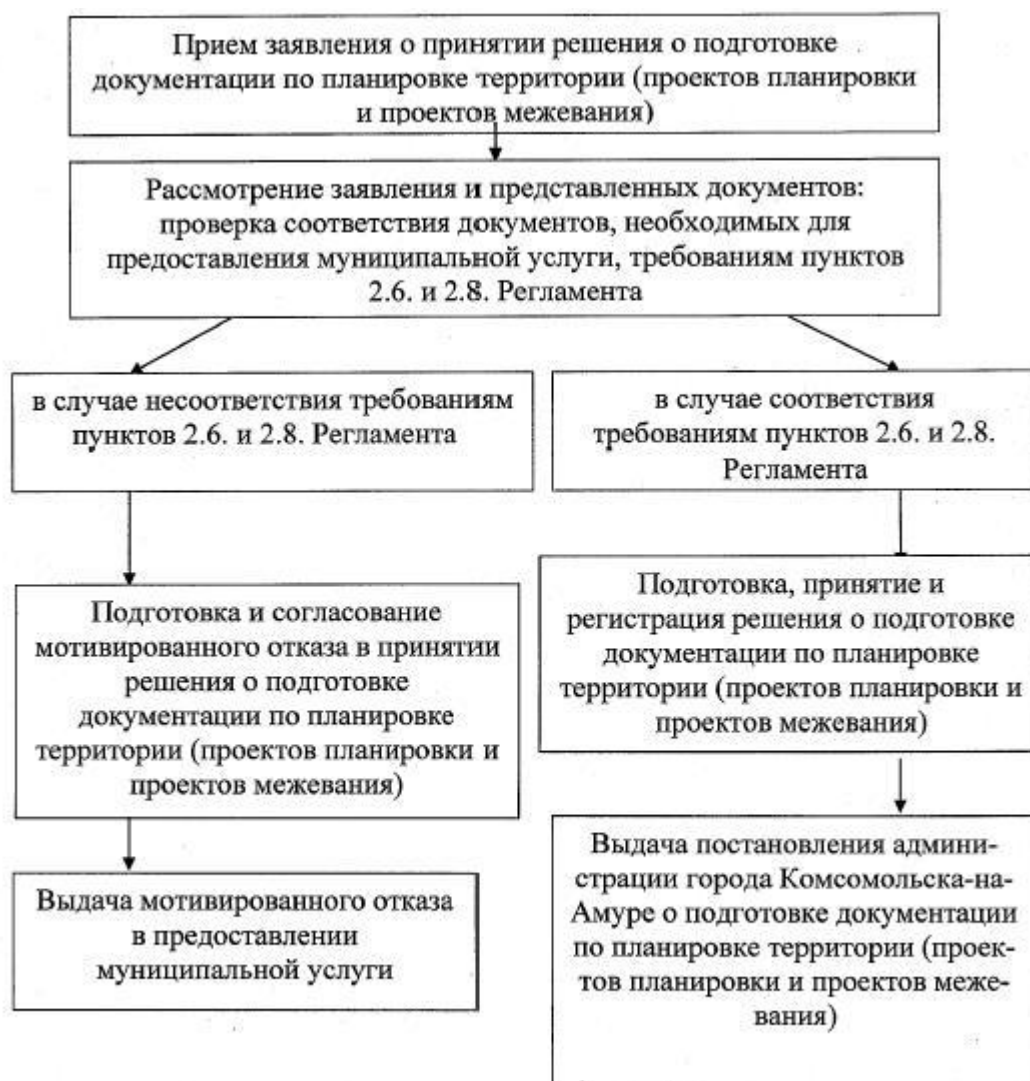 Прием заявления о принятии решения о подготовке
документации по планировке территории (проектов планировки
и проектов межевания)
Рассмотрение заявления и представленных документов:
проверка соответствия документов, необходимых для
предоставления муниципальной услуги, требованиям пунктов
2.6. и 2.8. Регламента
в случае несоответствия требованиям
пунктов 2.6. и 2.8. Регламента
в случае соответствия
требованиям пунктов 2.6. и 2.8.
Регламента
Подготовка и согласование
мотивированного отказа в принятии
решения о подготовке
документации по планировке
территории (проектов планировки и
проектов межевания)
Подготовка, принятие и
регистрация решения о подготовке
документации по планировке
территории (проектов планировки и
проектов межевания)
Выдача мотивированного отказа
в предоставлении
муниципальной услуги
Выдача постановления админи-
страции города Комсомольска-на-
Амуре о подготовке документации
по планировке территории (проек-
тов планировки и проектов меже-
вания)